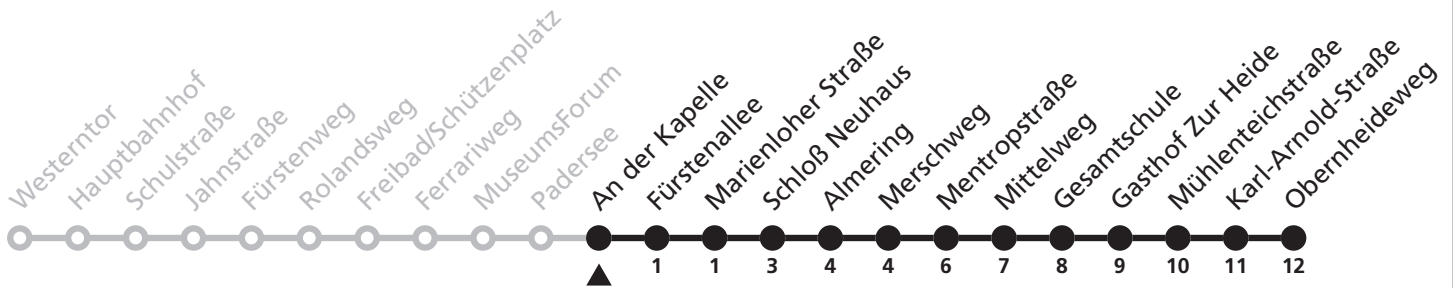 Westerntor
Hauptbahnhof
Schulstraße
Jahnstraße
Fürstenweg
Rolandsweg
Freibad/Schützenplatz
Ferrariweg
MuseumsForum
Padersee
An der Kapelle
Fürstenallee
Marienloher Straße
Schloß Neuhaus
Almering
Merschweg
Mentropstraße
Mittelweg
Gesamtschule
Gasthof Zur Heide
Mühlenteichstraße
Karl-Arnold-Straße
Obernheideweg
1 1 3 4 4 6 7 8 9 10 11 12